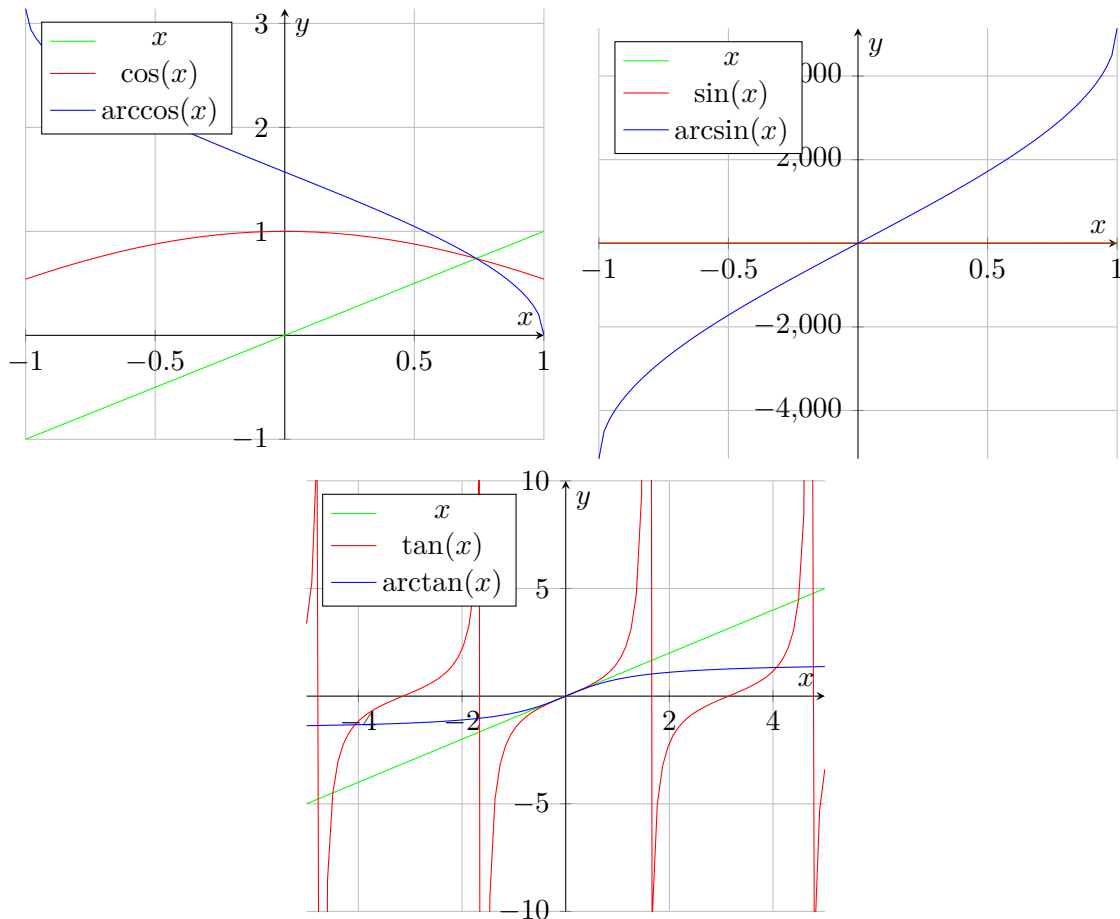 3
y
x
cos(x)
arccos(x)
2
1
x
−1 −0.5 0.5 1
−1
y
x
000
sin(x)
arcsin(x)
2,000
x
−1 −0.5 0.5 1
−2,000
−4,000
10
y
x
tan(x)
arctan(x)
5
x
−4 −2 2 4
−5
−10